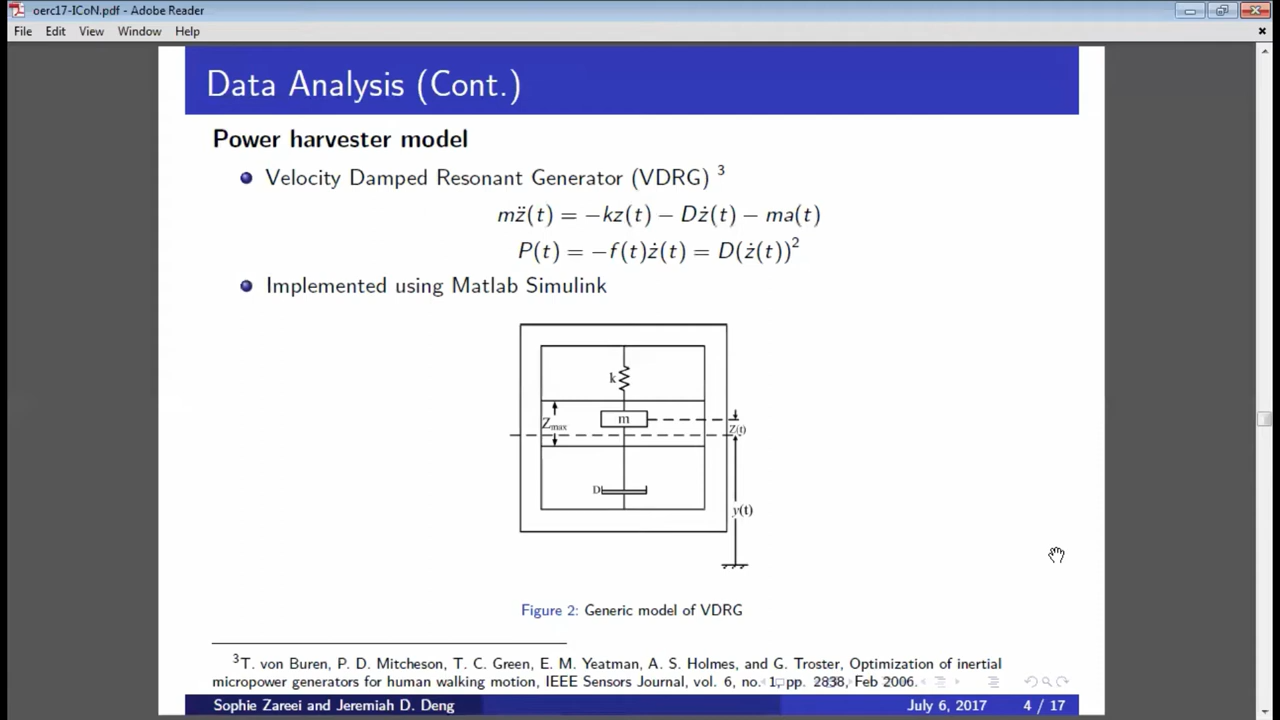 oerc17-ICoN.pdf - Adobe Reader
File Edit View Window Help
Data Analysis (Cont.)
Power harvester model
Velocity Damped Resonant Generator (VDRG) 3
mz̈(t) = −kz(t) − Dż(t) − ma(t)
P(t) = −f(t)ż(t) = D(ż(t))²
Implemented using Matlab Simulink
k
m
Zmax
Z(t)
D
y(t)
Figure 2: Generic model of VDRG
3T. von Buren, P. D. Mitcheson, T. C. Green, E. M. Yeatman, A. S. Holmes, and G. Troster, Optimization of inertial
micropower generators for human walking motion, IEEE Sensors Journal, vol. 6, no. 1, pp. 2838, Feb 2006.
Sophie Zareei and Jeremiah D. Deng July 6, 2017 4 / 17